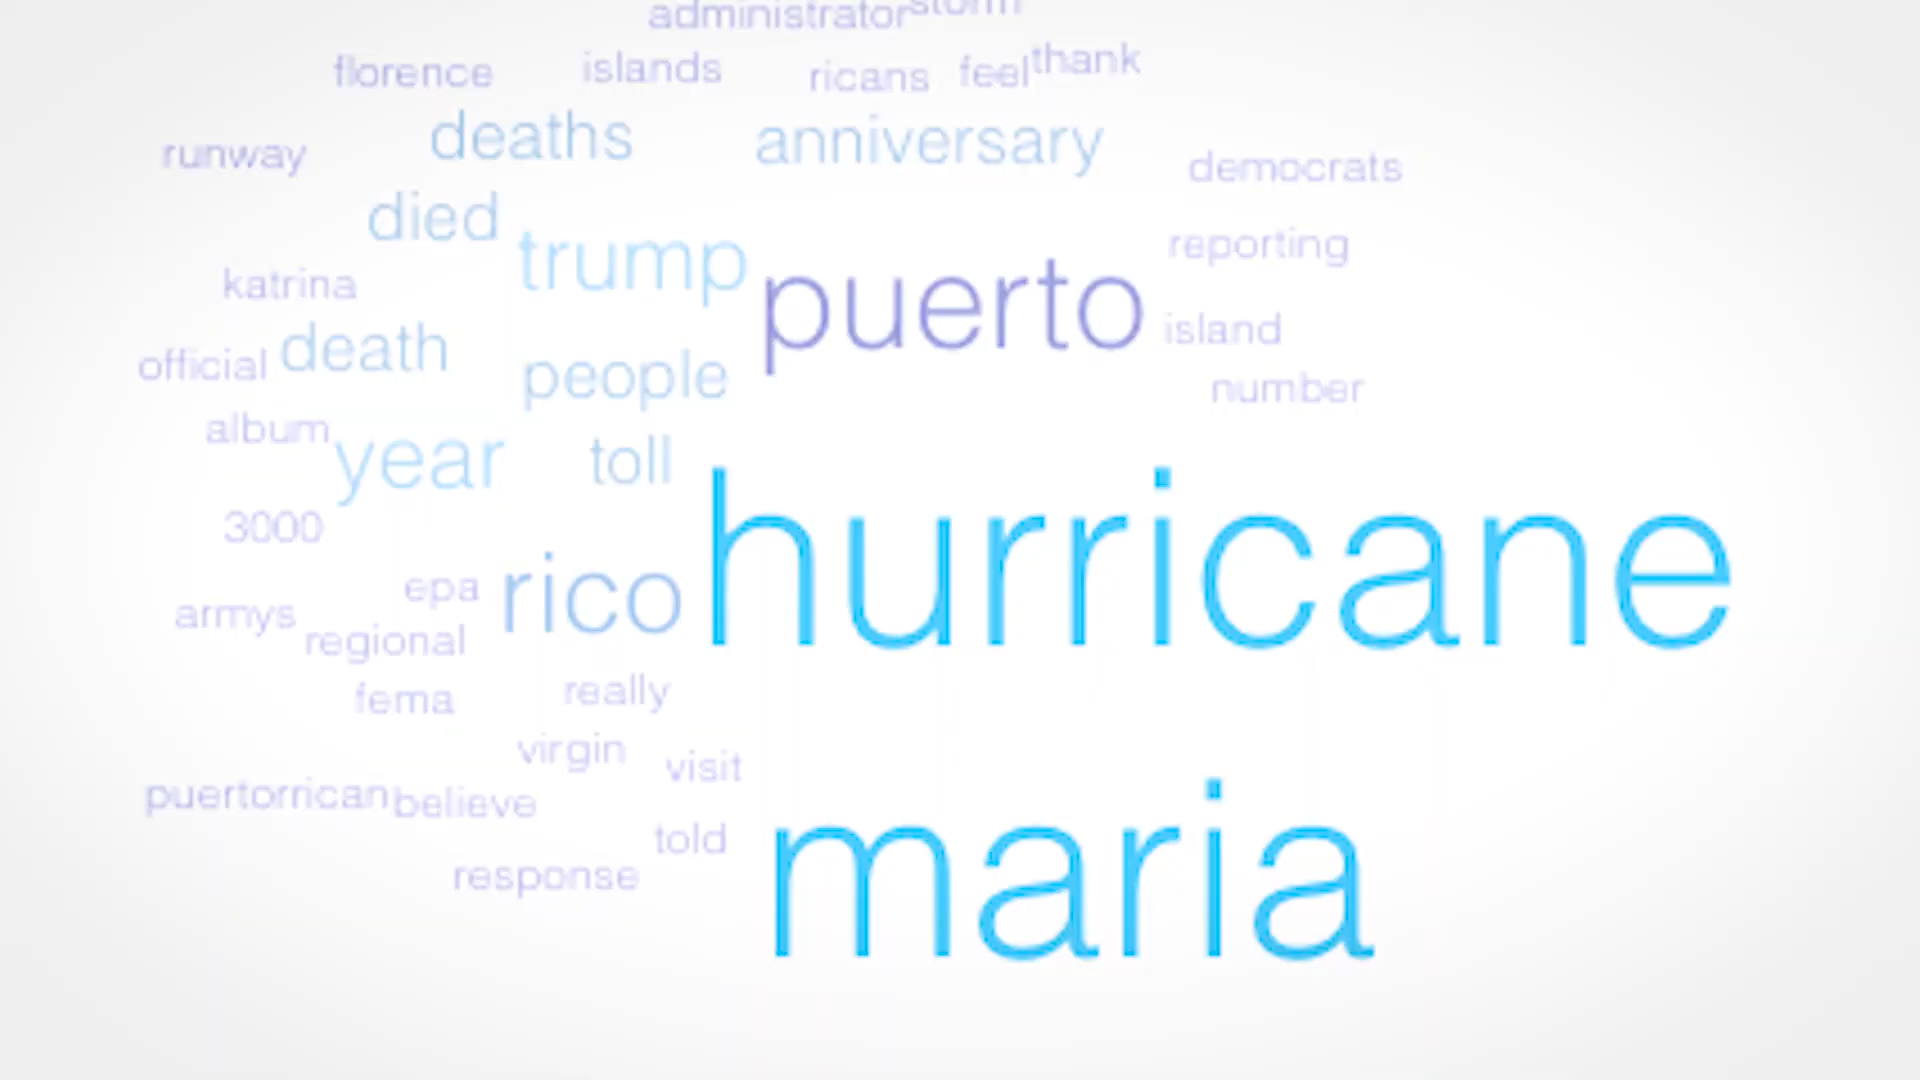 administrator storm
florence islands ricans feel thank
deaths anniversary
runway democrats
died trump reporting
katrina puerto island
official death people number
album year toll
3000 hurricane
epa rico
armys regional
fema really
virgin visit
puertorrican believe
told maria
response